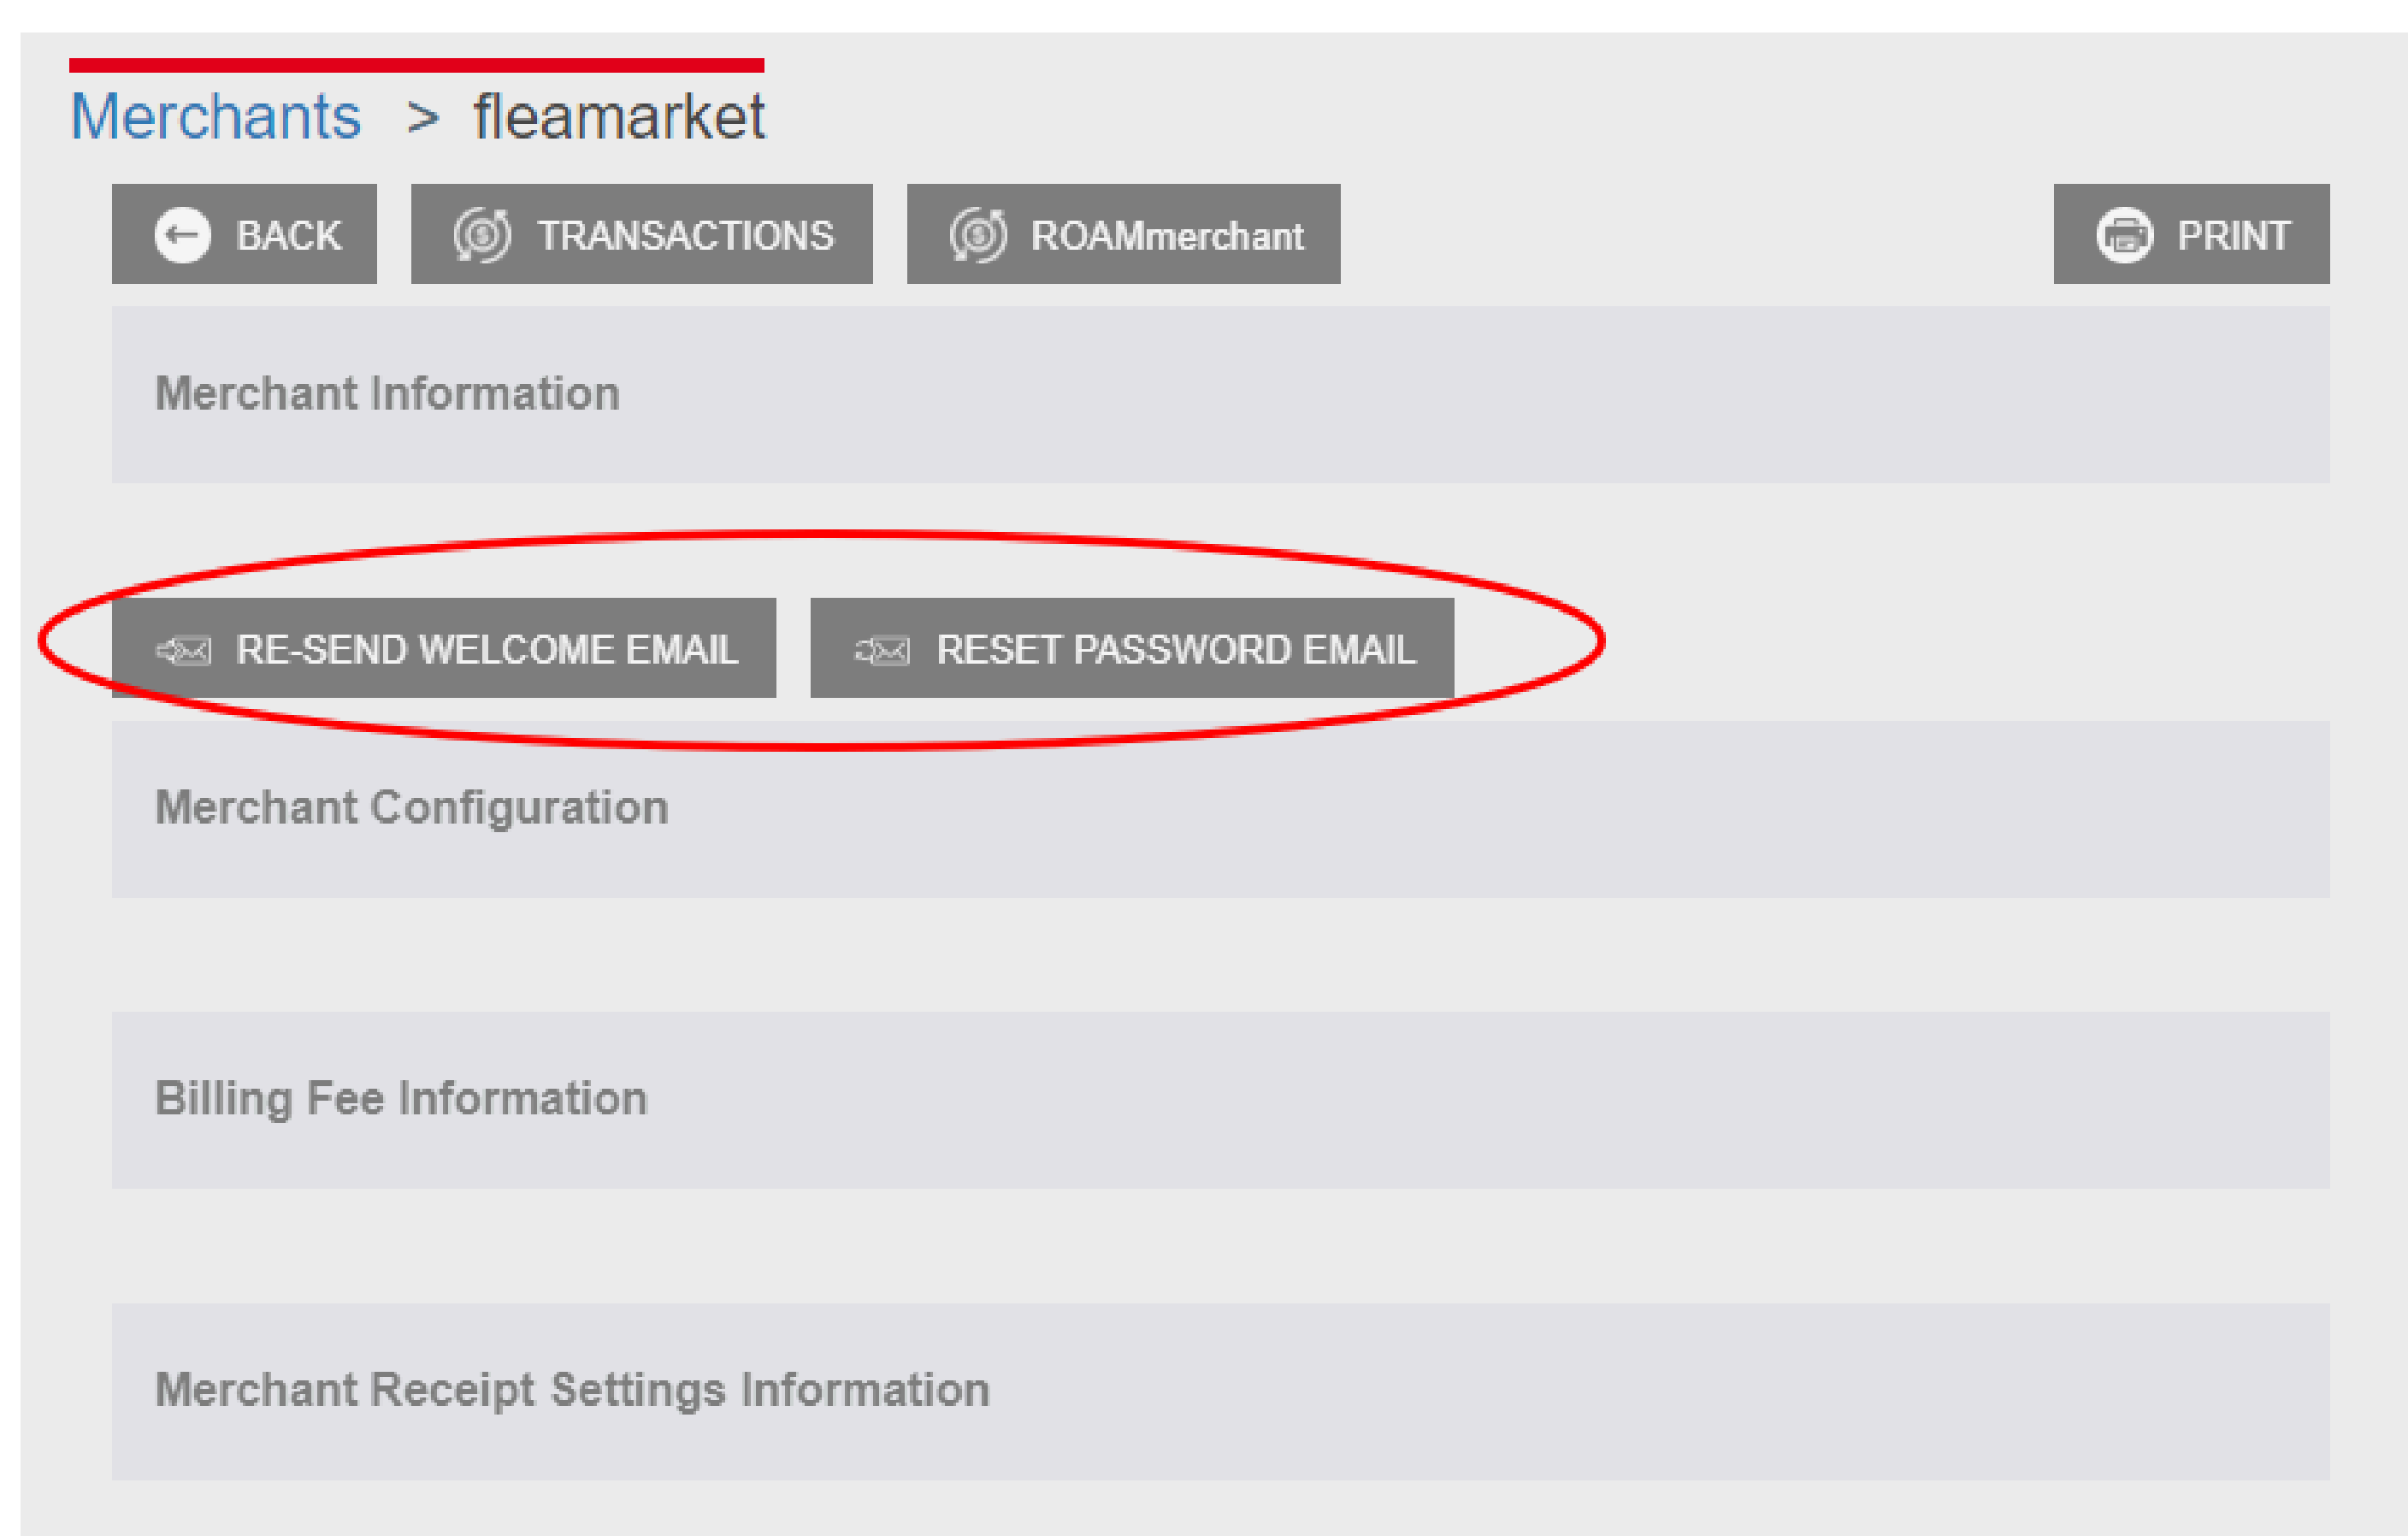 Merchants > fleamarket
BACK TRANSACTIONS ROAMmerchant PRINT
Merchant Information
RE-SEND WELCOME EMAIL RESET PASSWORD EMAIL
Merchant Configuration
Billing Fee Information
Merchant Receipt Settings Information